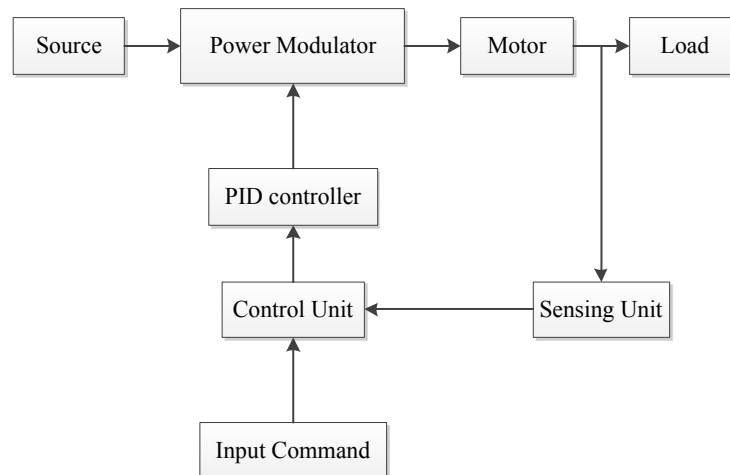 Source
Power Modulator
Motor
Load
PID controller
Control Unit
Sensing Unit
Input Command